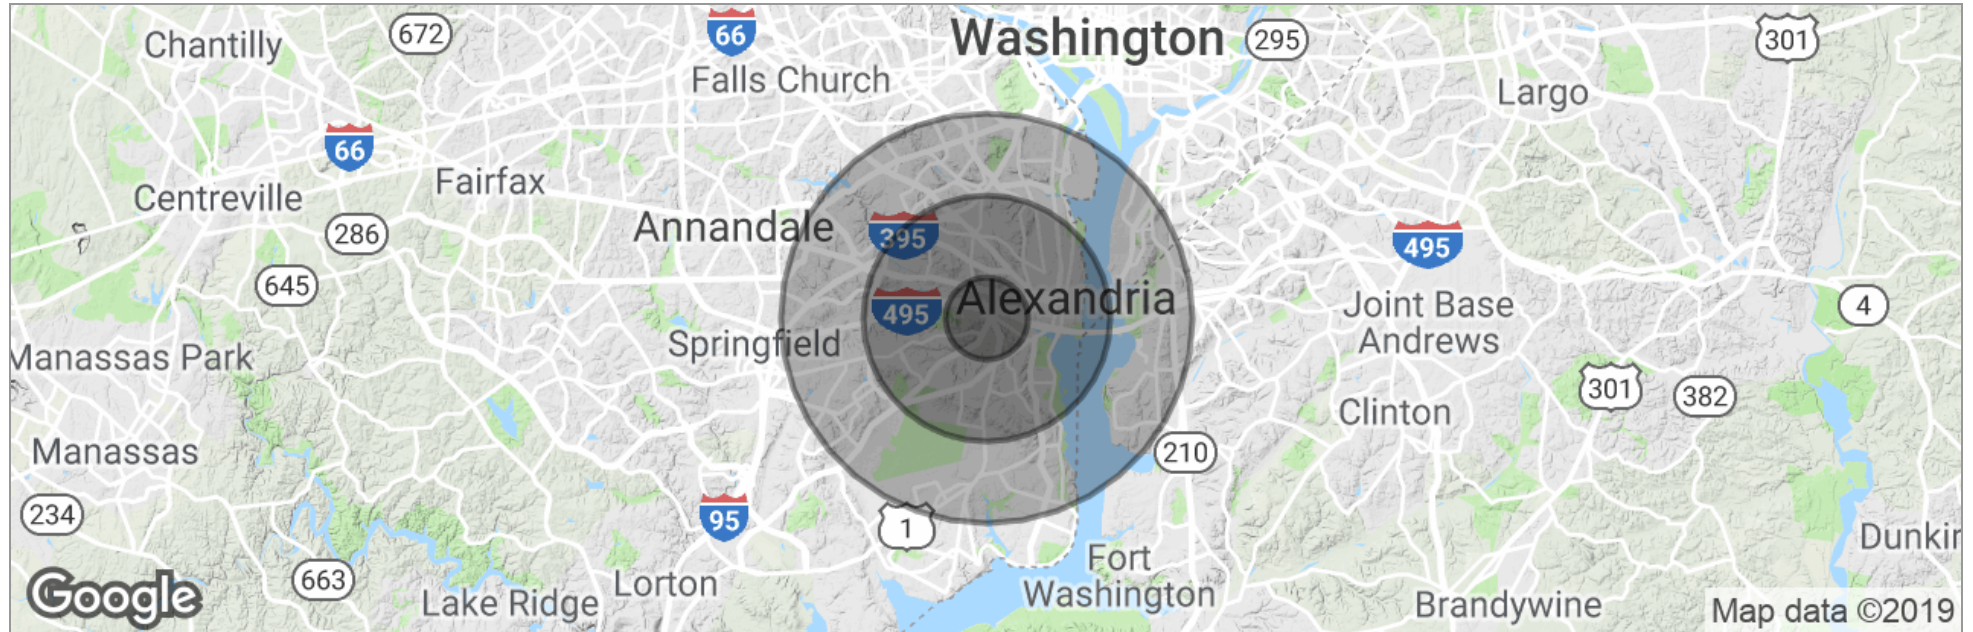 Washington
672
66
295
301
Chantilly
Falls Church
Largo
66
Fairfax
Centreville
Annandale
286
395
495
645
Alexandria
495
Joint Base
Andrews
4
Springfield
Manassas Park
301
382
Clinton
Manassas
210
234
95
1
Dunkir
Fort
Washington
663
Lorton
Lake Ridge
Brandywine
Google
Map data ©2019